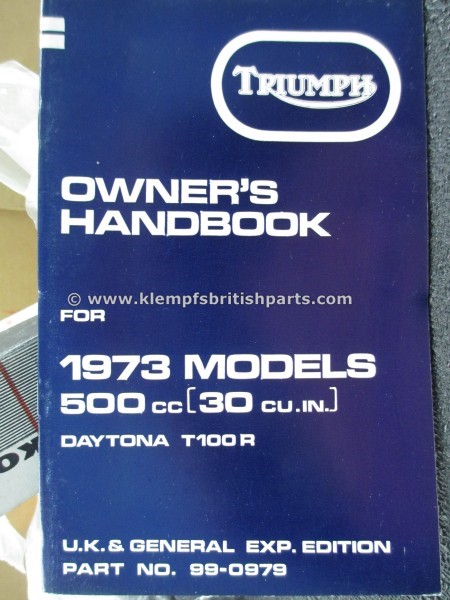 TRIUMPH
OWNER'S
HANDBOOK
© www.klempfsbritishparts.com
FOR
1973 MODELS
500 CC [30 CU.IN.]
DAYTONA T100R
U.K. & GENERAL EXP. EDITION
PART NO. 99-0979